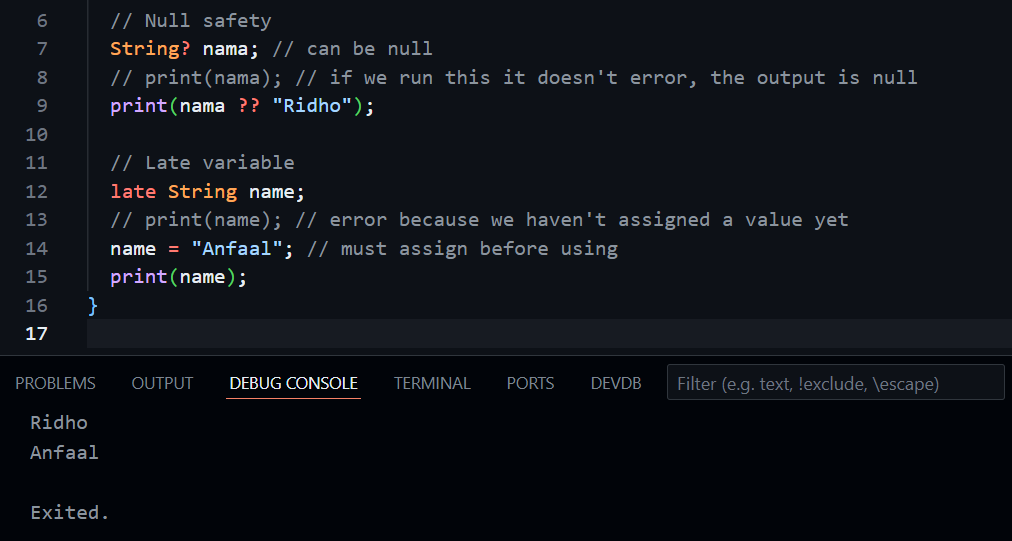 6 // Null safety
7 String? nama; // can be null
8 // print(nama); // if we run this it doesn't error, the output is null
9 print(nama ?? "Ridho");
10
11 // Late variable
12 late String name;
13 // print(name); // error because we haven't assigned a value yet
14 name = "Anfaal"; // must assign before using
15 print(name);
16 }
17
PROBLEMS OUTPUT DEBUG CONSOLE TERMINAL PORTS DEVDB Filter (e.g. text, !exclude, \escape)
Ridho
Anfaal
Exited.